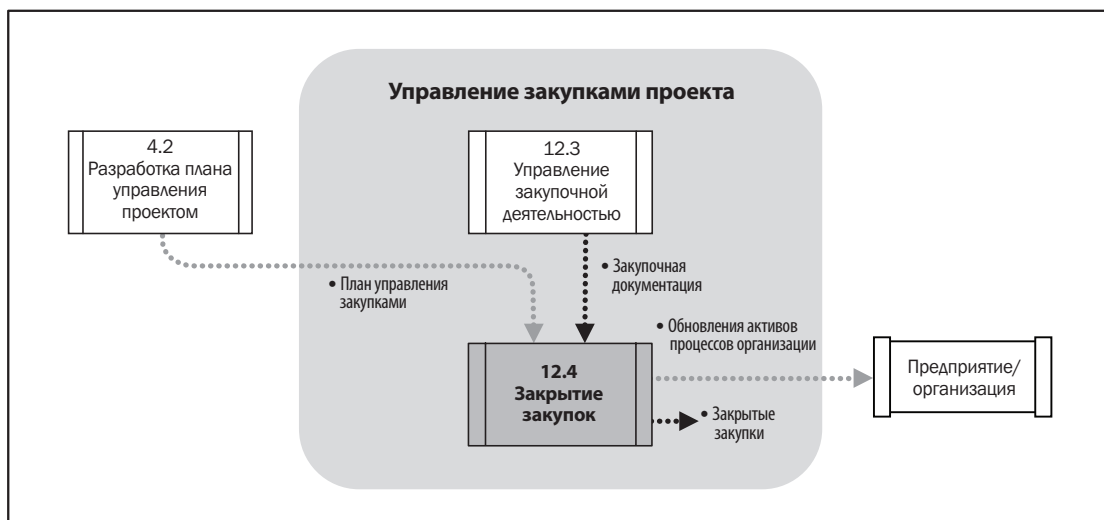 Управление закупками проекта
4.2
Разработка плана
управления
проектом
12.3
Управление
закупочной
деятельностью
• План управления
закупками
• Закупочная
документация
• Обновления активов
процессов организации
12.4
Закрытие
закупок
Предприятие/
организация
• Закрытые
закупки